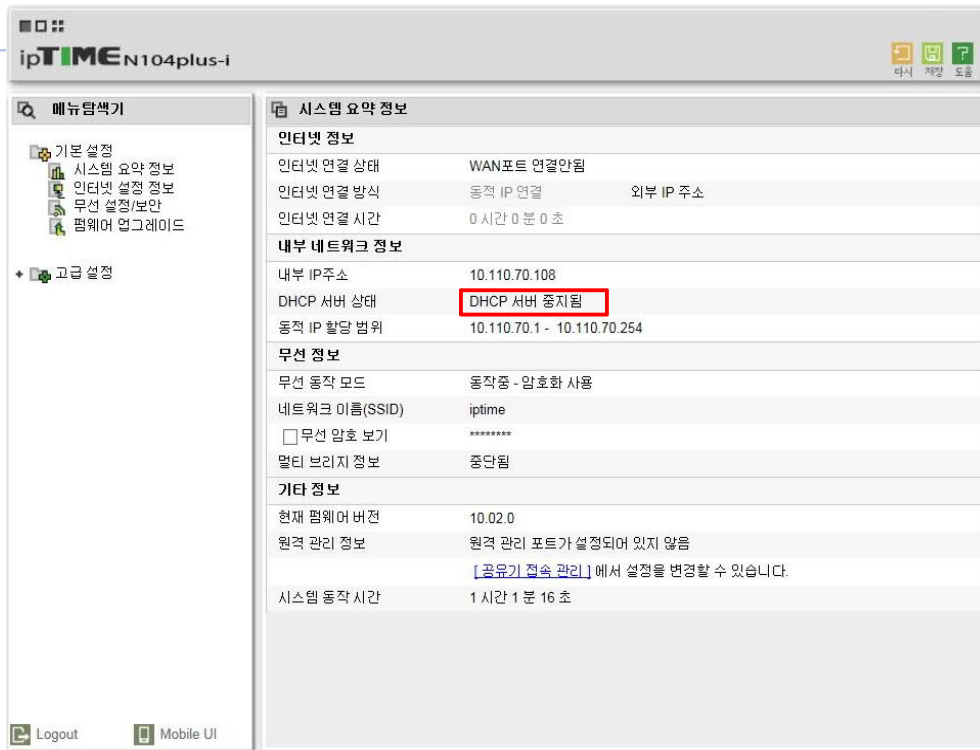 ipTIME N104plus-i
다시 저장 도움
메뉴탐색기
기본 설정
시스템 요약 정보
인터넷 설정 정보
무선 설정/보안
펌웨어 업그레이드
고급 설정
Logout Mobile UI
시스템 요약 정보
인터넷 정보
인터넷 연결 상태 WAN포트 연결안됨
인터넷 연결 방식 동적 IP 연결 외부 IP 주소
인터넷 연결 시간 0 시간 0 분 0 초
내부 네트워크 정보
내부 IP주소 10.110.70.108
DHCP 서버 상태 DHCP 서버 중지됨
동적 IP 할당 범위 10.110.70.1 - 10.110.70.254
무선 정보
무선 동작 모드 동작중 - 암호화 사용
네트워크 이름(SSID) iptime
무선 암호 보기 ********
멀티 브리지 정보 중단됨
기타 정보
현재 펌웨어 버전 10.02.0
원격 관리 정보 원격 관리 포트가 설정되어 있지 않음
[ 공유기 접속 관리 ] 에서 설정을 변경할 수 있습니다.
시스템 동작 시간 1 시간 1 분 16 초